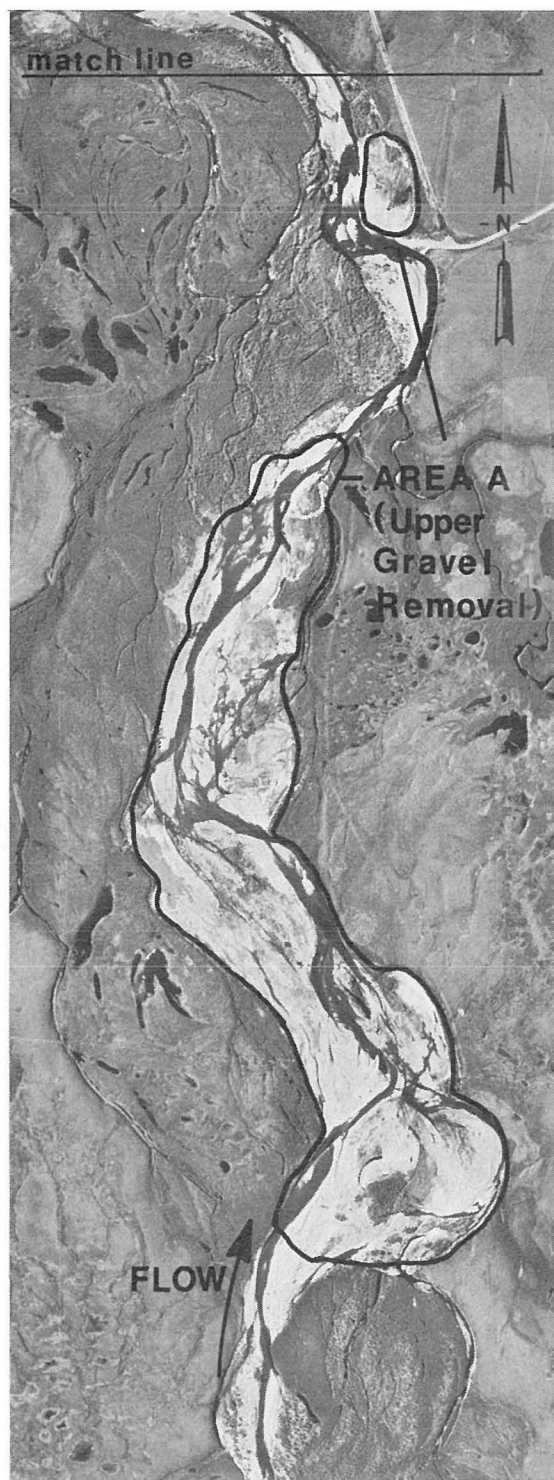 match line
-N-
AREA A
(Upper
Gravel
Removal)
FLOW